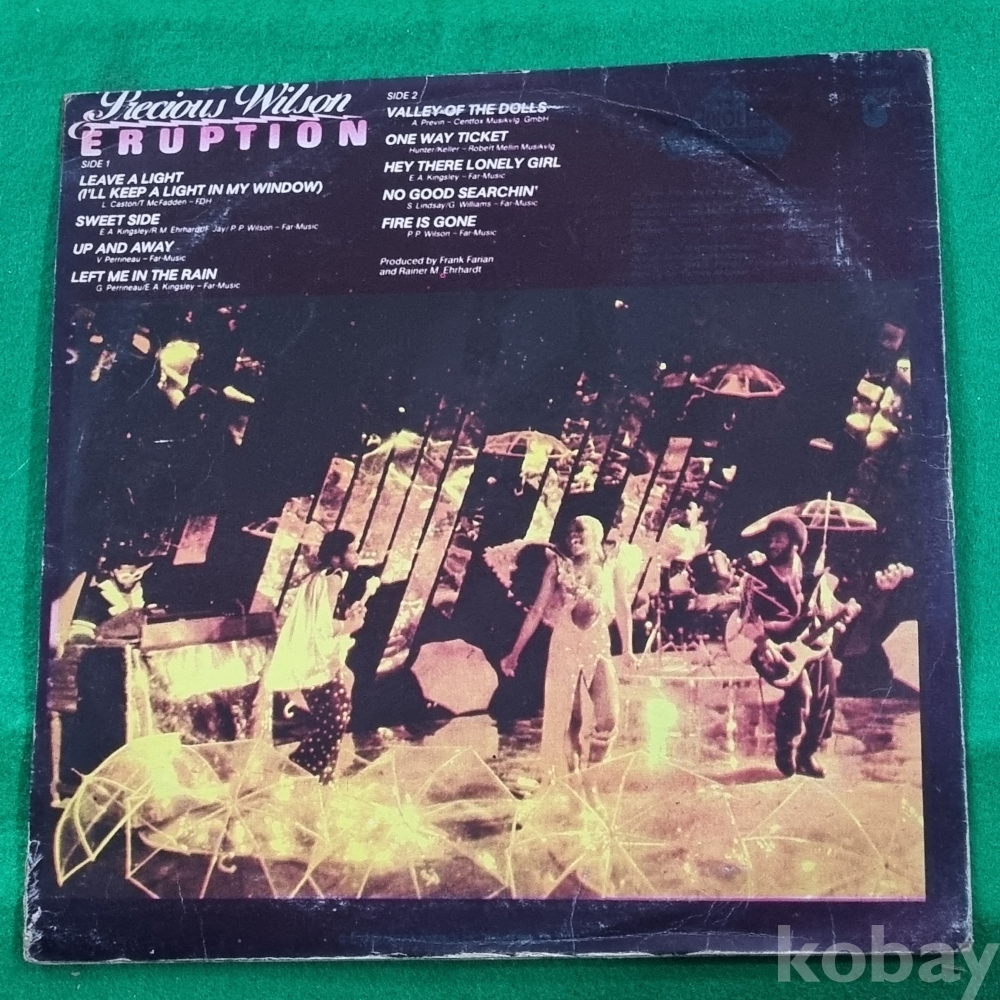 Precious Wilson
ERUPTION
SIDE 1
LEAVE A LIGHT
(I'LL KEEP A LIGHT IN MY WINDOW)
L. Caston/T. McFadden – FDH
SWEET SIDE
E. A. Kingsley/R. M. Ehrhardt/F. Jay/P. P. Wilson – Far-Music
UP AND AWAY
V. Perrineau – Far-Music
LEFT ME IN THE RAIN
G. Perrineau/E. A. Kingsley – Far-Music
SIDE 2
VALLEY OF THE DOLLS
A. Previn – Centfox Musikvlg. GmbH
ONE WAY TICKET
Hunter/Keller – Robert Mellin Musikvlg
HEY THERE LONELY GIRL
E. A. Kingsley – Far-Music
NO GOOD SEARCHIN'
S. Lindsay/G. Williams – Far-Music
FIRE IS GONE
P. P. Wilson – Far-Music
Produced by Frank Farian
and Rainer M. Ehrhardt
kobay